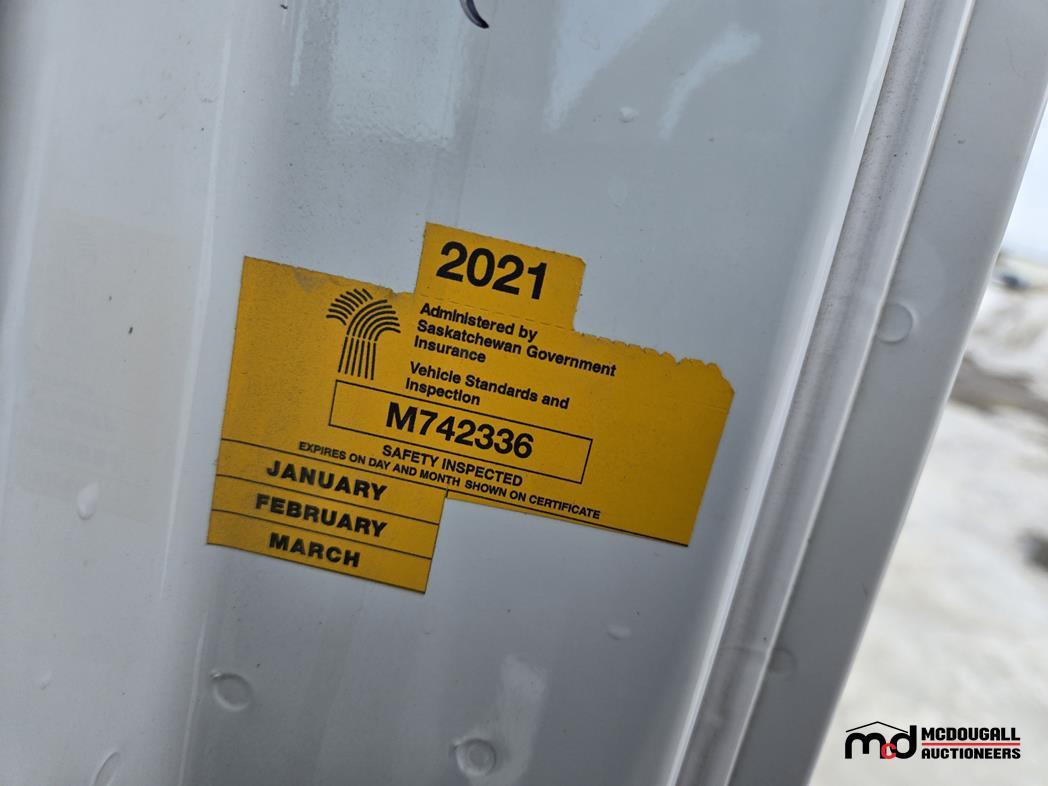 2021
Administered by
Saskatchewan Government
Insurance
Vehicle Standards and
Inspection
M742336
SAFETY INSPECTED
EXPIRES ON DAY AND MONTH SHOWN ON CERTIFICATE
JANUARY
FEBRUARY
MARCH
mcd MCDOUGALL
AUCTIONEERS